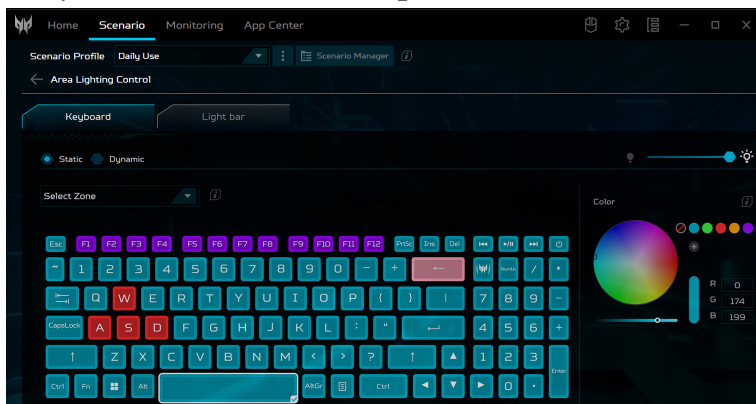 Home Scenario Monitoring App Center
Scenario Profile Daily Use Scenario Manager i
Area Lighting Control
Keyboard Light bar
Static Dynamic
Select Zone i
Color i
Esc F1 F2 F3 F4 F5 F6 F7 F8 F9 F10 F11 F12 PrtSc Ins Del
~ 1 2 3 4 5 6 7 8 9 0 - + NumLk / *
Q W E R T Y U I O P { } | 7 8 9 -
CapsLock A S D F G H J K L : " 4 5 6 +
Z X C V B N M < > ? 1 2 3 Enter
Ctrl Fn Alt AltGr Ctrl 0 .
R 0
G 174
B 199